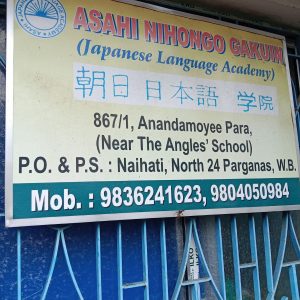 ASAHI NIHONGO GAKUIN
(Japanese Language Academy)
朝日 日本語 学院
867/1, Anandamoyee Para,
(Near The Angles' School)
P.O. & P.S. : Naihati, North 24 Parganas, W.B.
Mob. : 9836241623, 9804050984